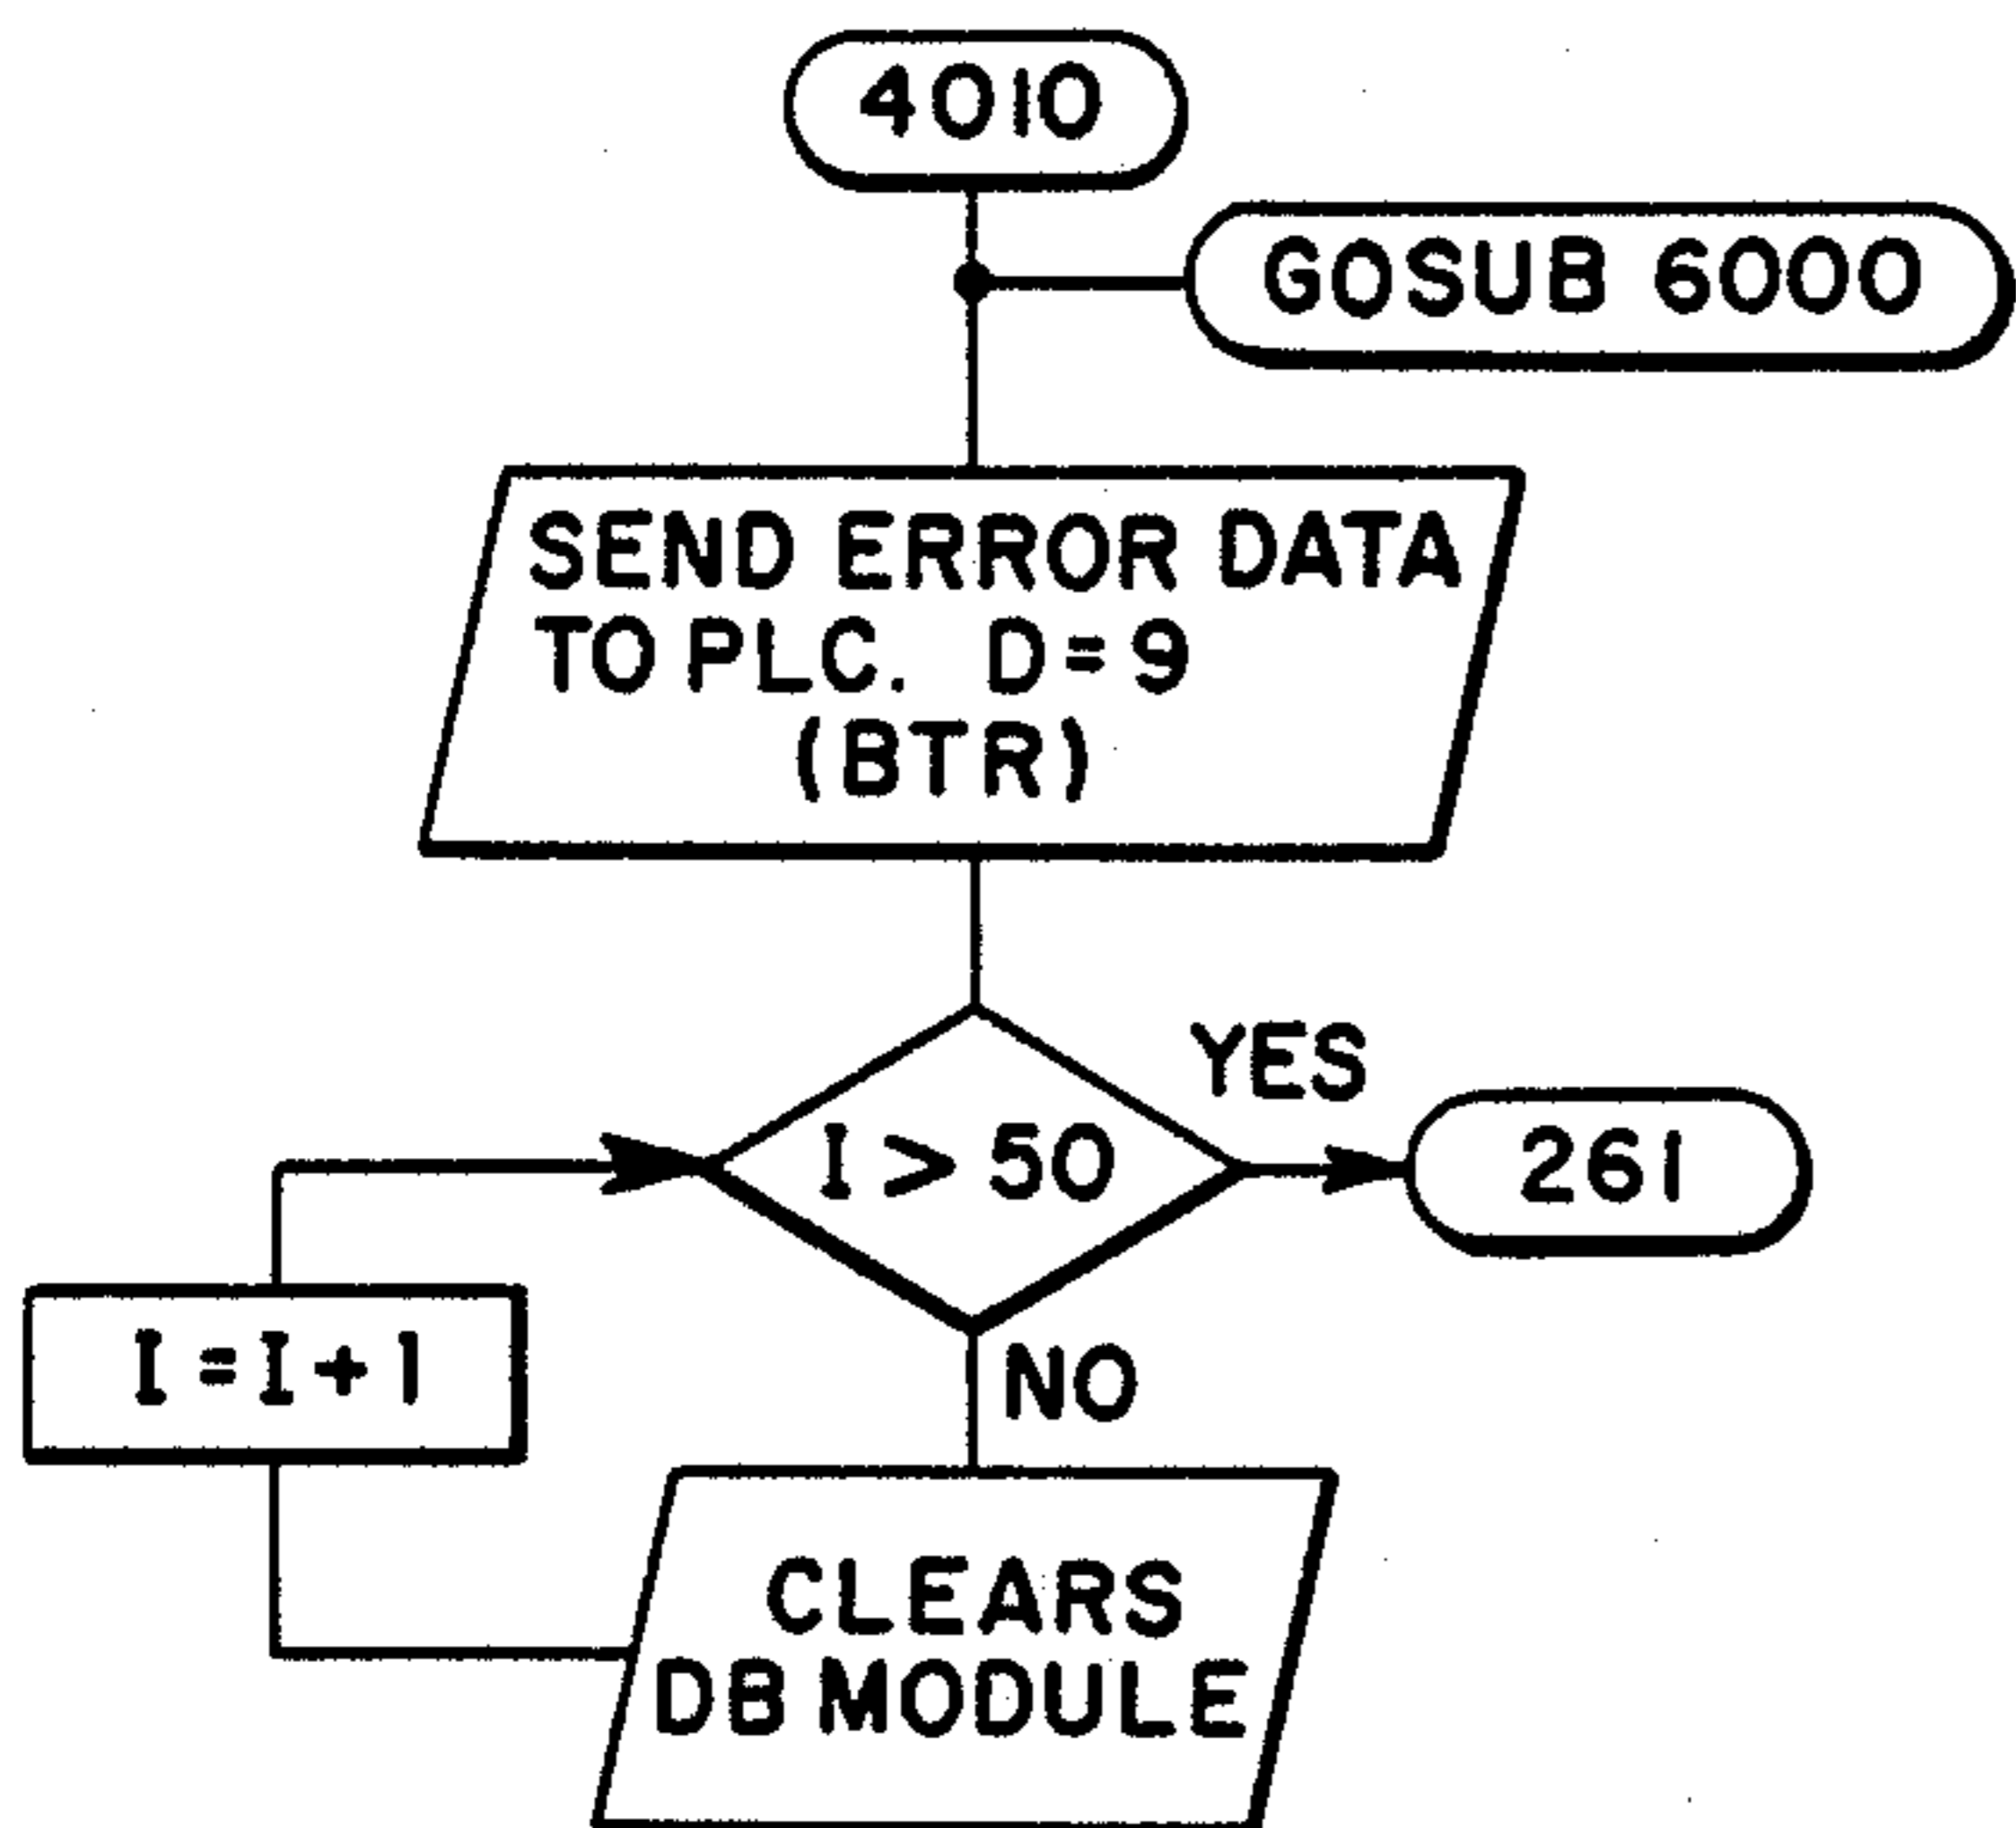 4010
GOSUB 6000
SEND ERROR DATA
TO PLC. D=9
(BTR)
YES
I > 50
261
I=I+1
NO
CLEARS
DB MODULE